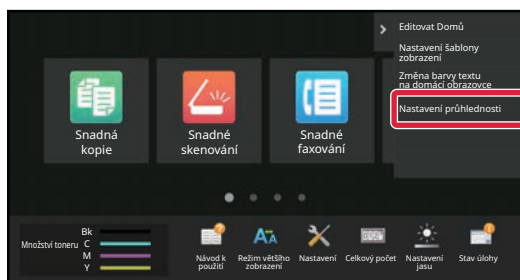 Editovat Domů
Nastavení šablony
zobrazení
Změna barvy textu
na domácí obrazovce
Nastavení průhlednosti
Snadná
kopie
Snadné
skenování
Snadné
faxování
Množství toneru
Bk
C
M
Y
Návod k
použití
Režim většího
zobrazení
Nastavení
Celkový počet
Nastavení
jasu
Stav úlohy